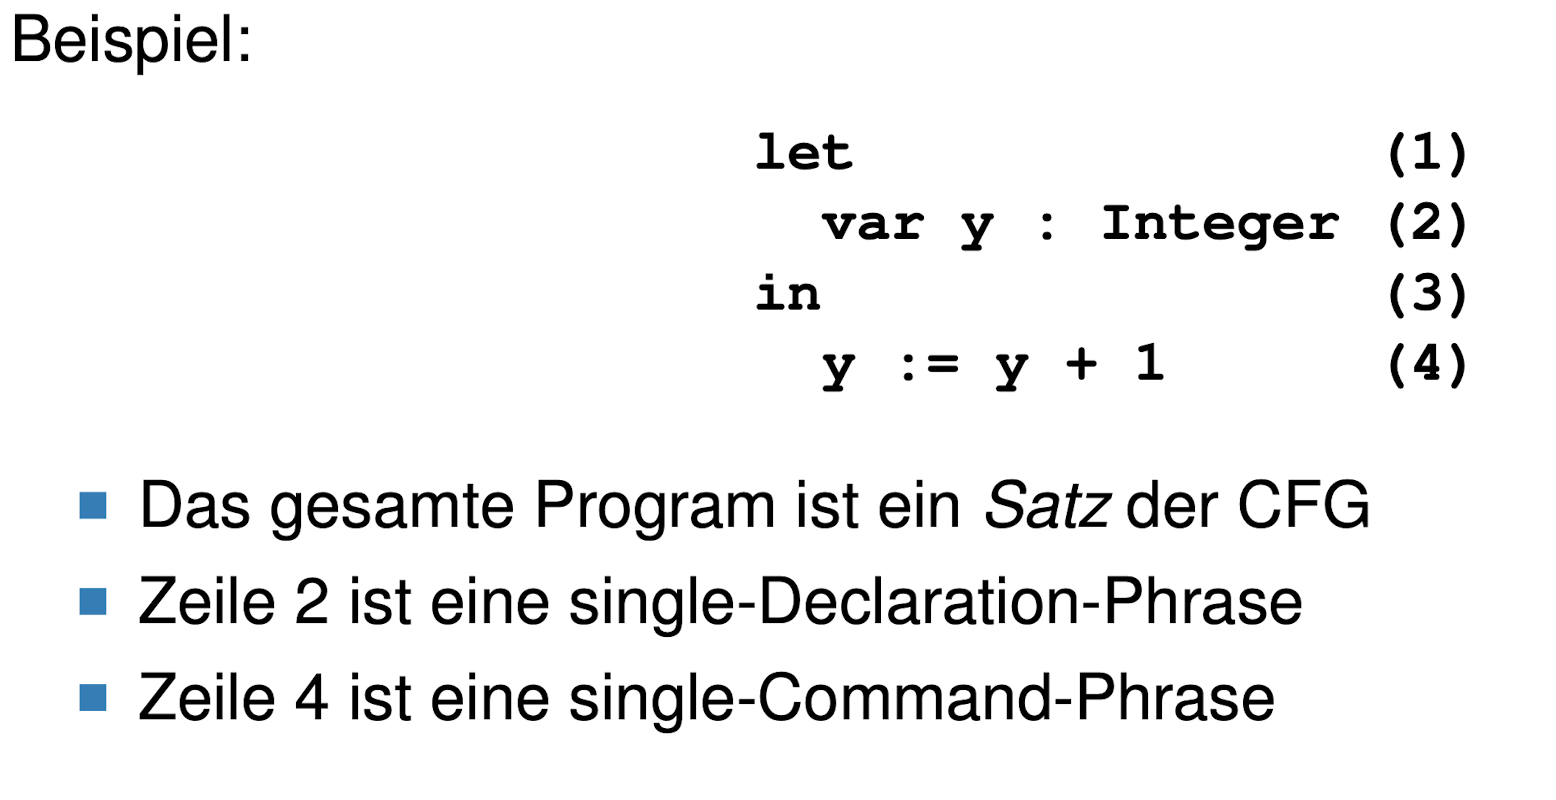 Beispiel:
let (1)
var y : Integer (2)
in (3)
y := y + 1 (4)
Das gesamte Program ist ein Satz der CFG
Zeile 2 ist eine single-Declaration-Phrase
Zeile 4 ist eine single-Command-Phrase